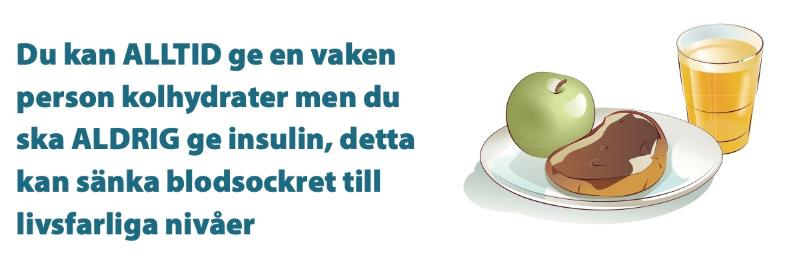 Du kan ALLTID ge en vaken
person kolhydrater men du
ska ALDRIG ge insulin, detta
kan sänka blodsockret till
livsfarliga nivåer